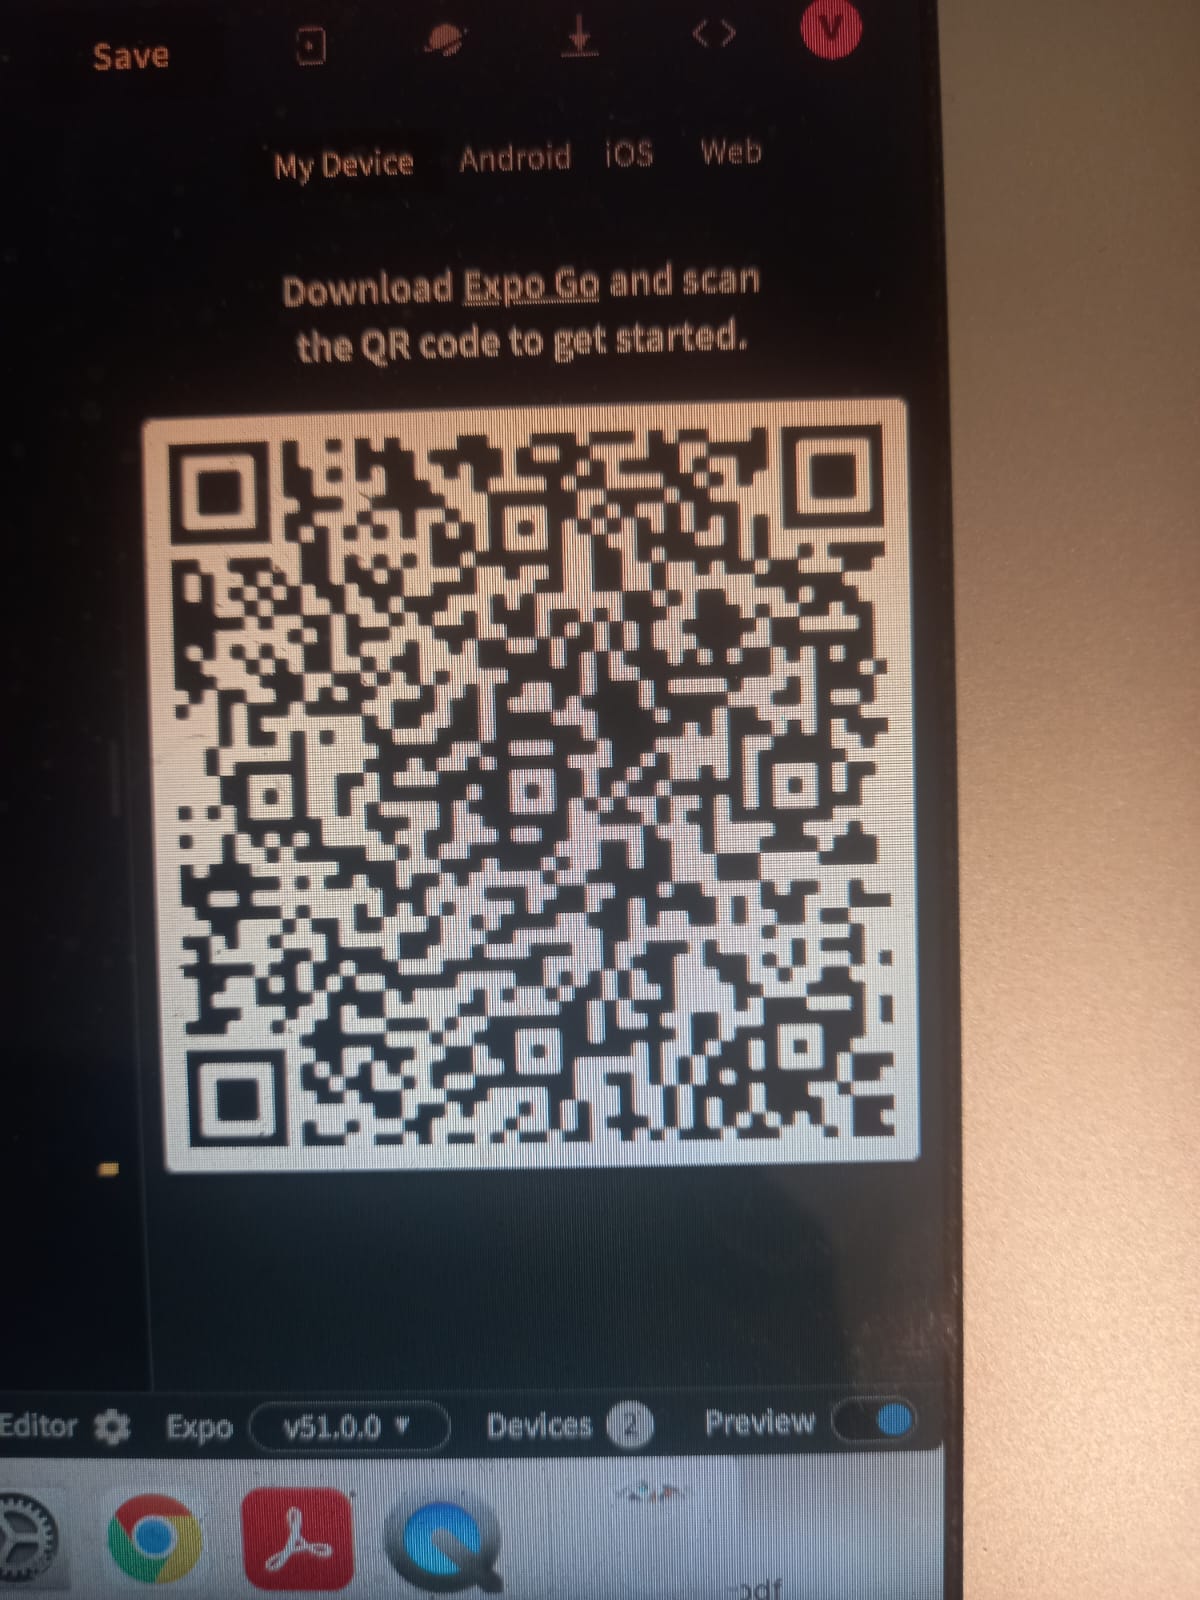 Save
V
My Device Android iOS Web
Download Expo Go and scan
the QR code to get started.
Editor Expo v51.0.0 Devices 2 Preview
pdf